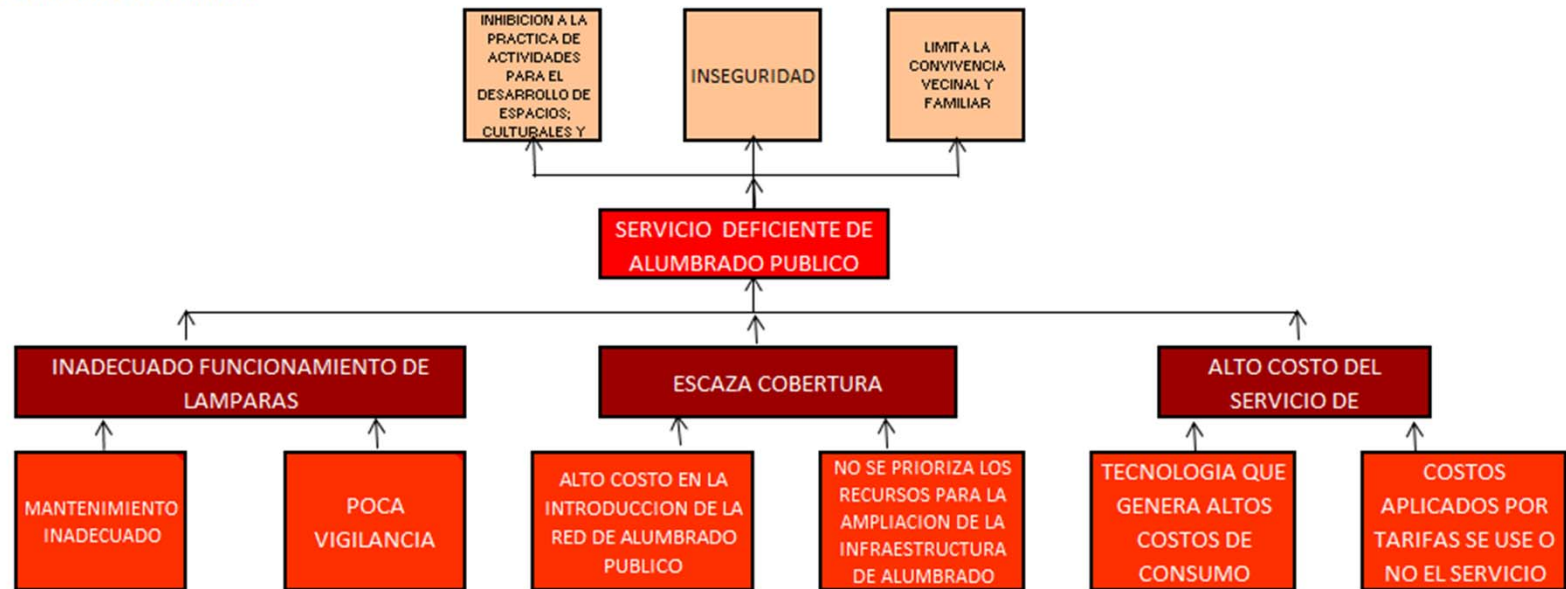 INHIBICION A LA
PRACTICA DE
ACTIVIDADES
PARA EL
DESARROLLO DE
ESPACIOS;
CULTURALES Y
INSEGURIDAD
LIMITA LA
CONVIVENCIA
VECINAL Y
FAMILIAR
SERVICIO DEFICIENTE DE
ALUMBRADO PUBLICO
INADECUADO FUNCIONAMIENTO DE
LAMPARAS
ESCAZA COBERTURA
ALTO COSTO DEL
SERVICIO DE
MANTENIMIENTO
INADECUADO
POCA
VIGILANCIA
ALTO COSTO EN LA
INTRODUCCION DE LA
RED DE ALUMBRADO
PUBLICO
NO SE PRIORIZA LOS
RECURSOS PARA LA
AMPLIACION DE LA
INFRAESTRUCTURA
DE ALUMBRADO
TECNOLOGIA QUE
GENERA ALTOS
COSTOS DE
CONSUMO
COSTOS
APLICADOS POR
TARIFAS SE USE O
NO EL SERVICIO